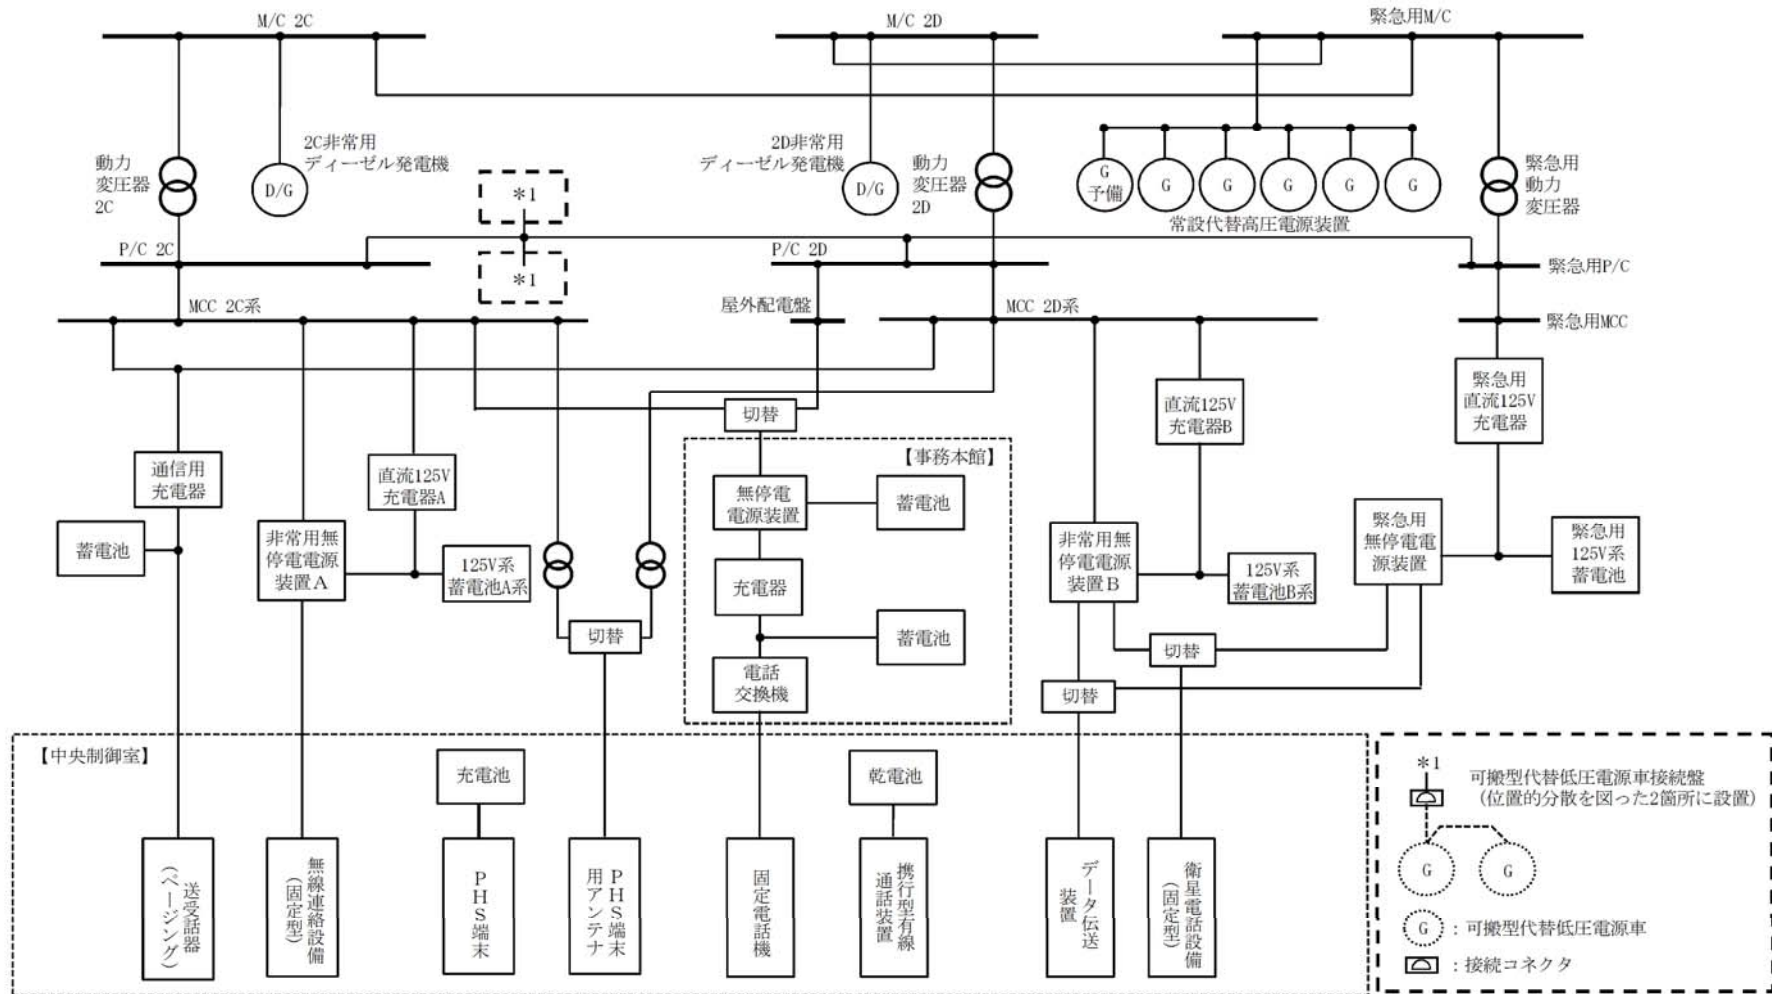 M/C 2C
M/C 2D
緊急用M/C
2C非常用
ディーゼル発電機
D/G
動力
変圧器
2C
*1
*1
2D非常用
ディーゼル発電機
D/G
動力
変圧器
2D
G
予備
G
G
G
G
G
常設代替高圧電源装置
緊急用
動力
変圧器
P/C 2C
P/C 2D
緊急用P/C
MCC 2C系
屋外配電盤
MCC 2D系
緊急用MCC
切替
直流125V
充電器B
緊急用
直流125V
充電器
通信用
充電器
直流125V
充電器A
【事務本館】
無停電
電源装置
蓄電池
蓄電池
非常用無
停電電源
装置A
125V系
蓄電池A系
充電器
非常用無
停電電源
装置B
125V系
蓄電池B系
緊急用
無停電電
源装置
緊急用
125V系
蓄電池
切替
蓄電池
電話
交換機
切替
切替
【中央制御室】
充電池
乾電池
送受話器
(ページング)
無線連絡設備
(固定型)
PHS端末
PHS端末
用アンテナ
固定電話機
携行型有線
通話装置
データ伝送
装置
衛星電話設備
(固定型)
*1
可搬型代替低圧電源車接続盤
(位置的分散を図った2箇所に設置)
G
G
G
:可搬型代替低圧電源車
:接続コネクタ